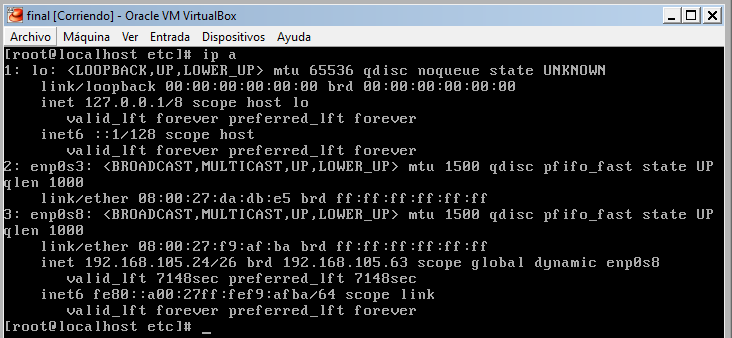 final [Corriendo] - Oracle VM VirtualBox
Archivo Máquina Ver Entrada Dispositivos Ayuda
[root@localhost etc]# ip a
1: lo: <LOOPBACK,UP,LOWER_UP> mtu 65536 qdisc noqueue state UNKNOWN
    link/loopback 00:00:00:00:00:00 brd 00:00:00:00:00:00
    inet 127.0.0.1/8 scope host lo
       valid_lft forever preferred_lft forever
    inet6 ::1/128 scope host
       valid_lft forever preferred_lft forever
2: enp0s3: <BROADCAST,MULTICAST,UP,LOWER_UP> mtu 1500 qdisc pfifo_fast state UP
qlen 1000
    link/ether 08:00:27:da:db:e5 brd ff:ff:ff:ff:ff:ff
3: enp0s8: <BROADCAST,MULTICAST,UP,LOWER_UP> mtu 1500 qdisc pfifo_fast state UP
qlen 1000
    link/ether 08:00:27:f9:af:ba brd ff:ff:ff:ff:ff:ff
    inet 192.168.105.24/26 brd 192.168.105.63 scope global dynamic enp0s8
       valid_lft 7148sec preferred_lft 7148sec
    inet6 fe80::a00:27ff:fef9:afba/64 scope link
       valid_lft forever preferred_lft forever
[root@localhost etc]# _